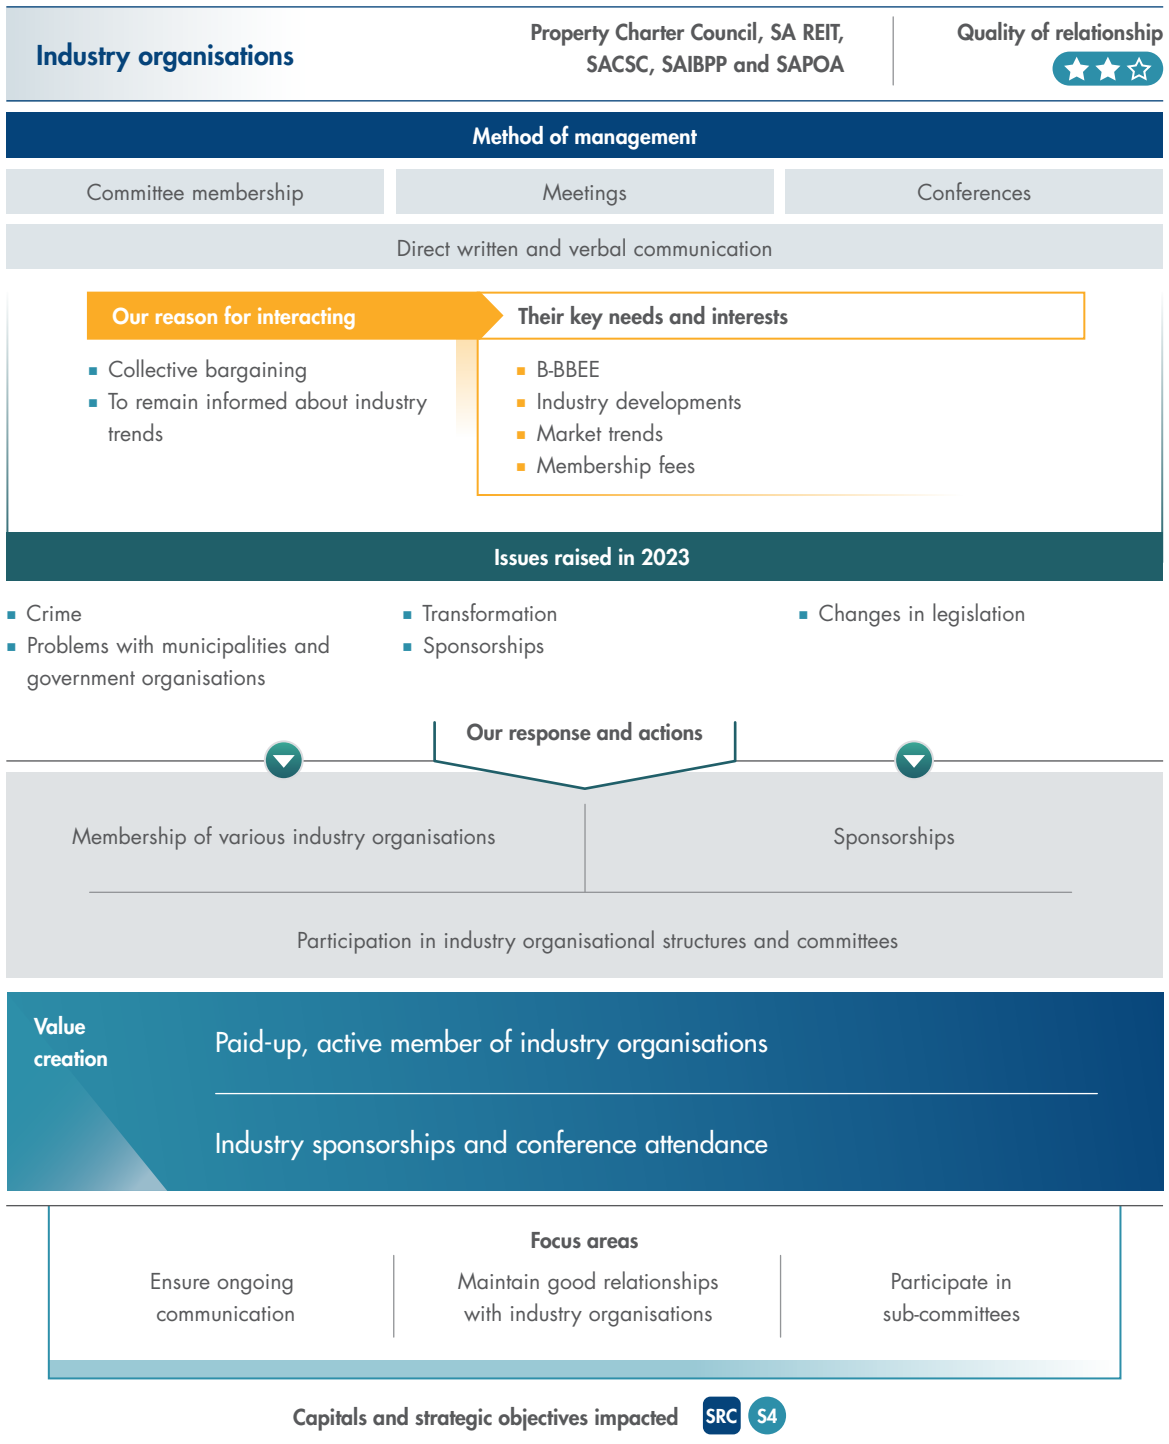 Industry organisations
Property Charter Council, SA REIT,
SACSC, SAIBPP and SAPOA
Quality of relationship
Method of management
Committee membership
Meetings
Conferences
Direct written and verbal communication
Our reason for interacting
Collective bargaining
To remain informed about industry
trends
Their key needs and interests
B-BBEE
Industry developments
Market trends
Membership fees
Issues raised in 2023
Crime
Problems with municipalities and
government organisations
Transformation
Sponsorships
Changes in legislation
Our response and actions
Membership of various industry organisations
Sponsorships
Participation in industry organisational structures and committees
Value
creation
Paid-up, active member of industry organisations
Industry sponsorships and conference attendance
Focus areas
Ensure ongoing
communication
Maintain good relationships
with industry organisations
Participate in
sub-committees
Capitals and strategic objectives impacted SRC S4